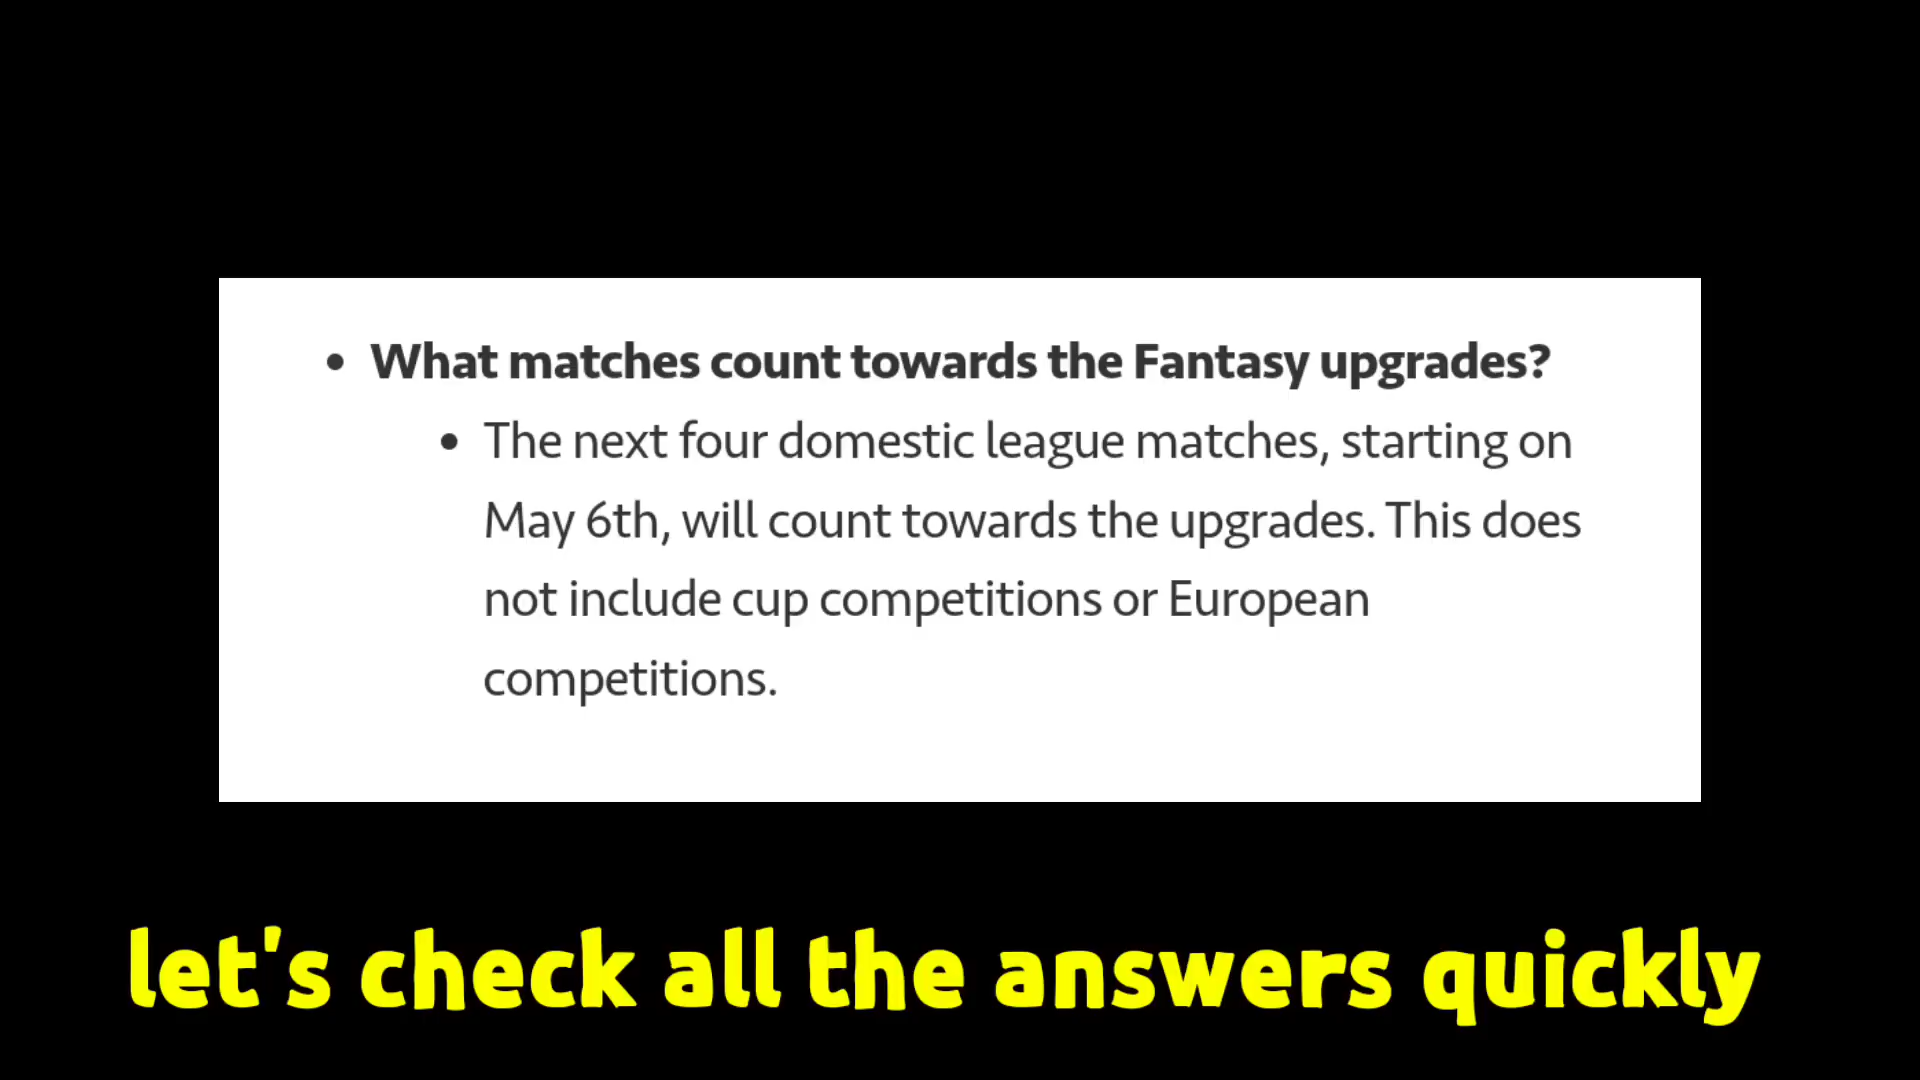 • What matches count towards the Fantasy upgrades?
• The next four domestic league matches, starting on
May 6th, will count towards the upgrades. This does
not include cup competitions or European
competitions.
let's check all the answers quickly